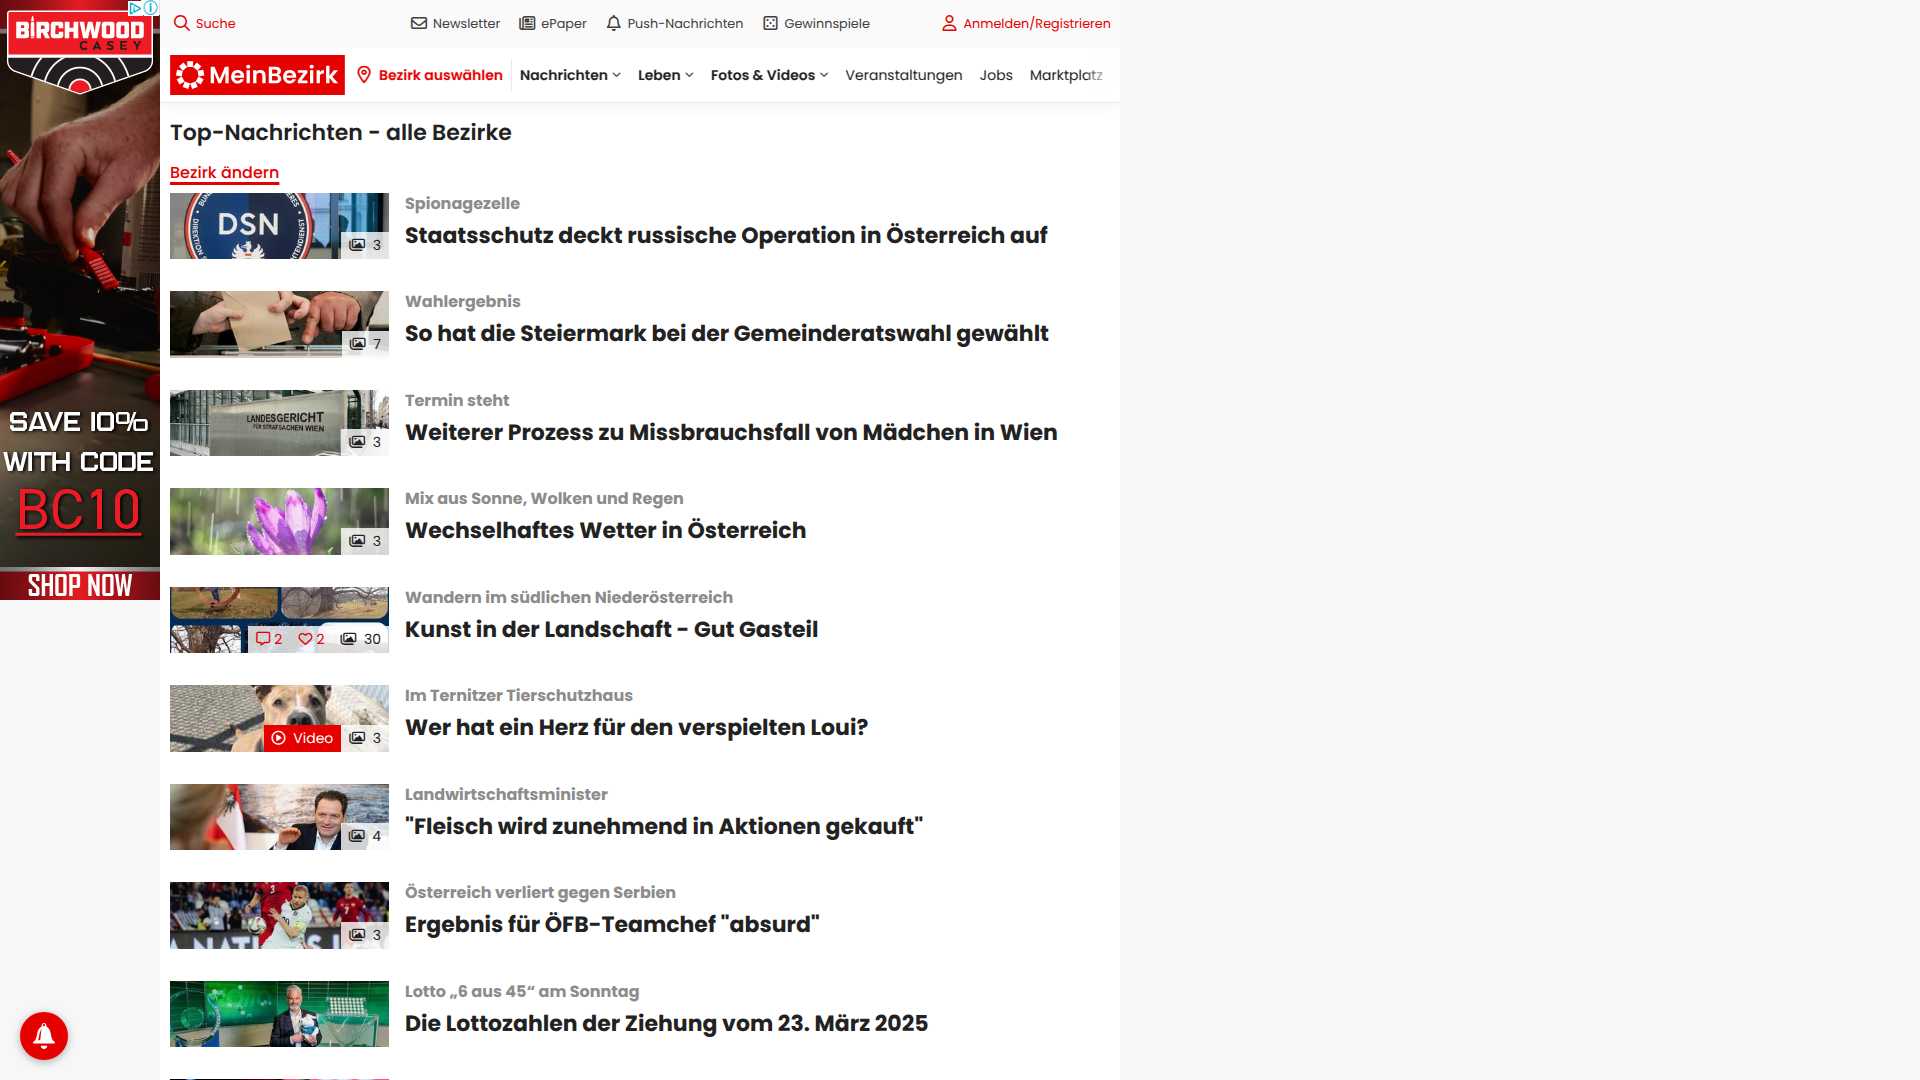 BIRCHWOOD
CASEY
SAVE 10%
WITH CODE
BC10
SHOP NOW
Suche
Newsletter
ePaper
Push-Nachrichten
Gewinnspiele
Anmelden/Registrieren
MeinBezirk
Bezirk auswählen
Nachrichten
Leben
Fotos & Videos
Veranstaltungen
Jobs
Marktplatz
Top-Nachrichten - alle Bezirke
Bezirk ändern
DSN
3
Spionagezelle
Staatsschutz deckt russische Operation in Österreich auf
7
Wahlergebnis
So hat die Steiermark bei der Gemeinderatswahl gewählt
LANDESGERICHT
FÜR STRAFSACHEN WIEN
3
Termin steht
Weiterer Prozess zu Missbrauchsfall von Mädchen in Wien
3
Mix aus Sonne, Wolken und Regen
Wechselhaftes Wetter in Österreich
2 2 30
Wandern im südlichen Niederösterreich
Kunst in der Landschaft - Gut Gasteil
Video 3
Im Ternitzer Tierschutzhaus
Wer hat ein Herz für den verspielten Loui?
4
Landwirtschaftsminister
"Fleisch wird zunehmend in Aktionen gekauft"
3
Österreich verliert gegen Serbien
Ergebnis für ÖFB-Teamchef "absurd"
Lotto „6 aus 45“ am Sonntag
Die Lottozahlen der Ziehung vom 23. März 2025